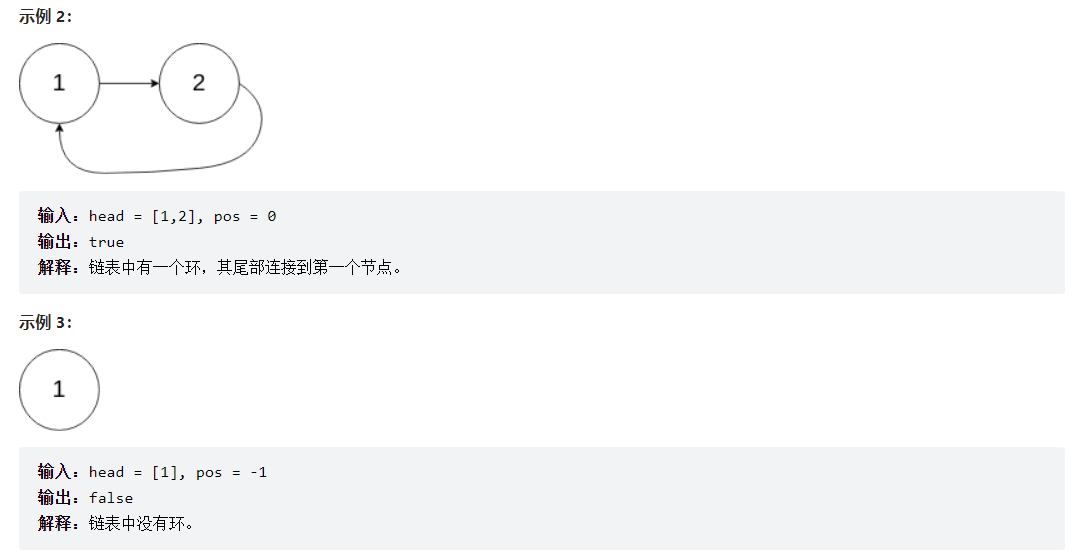 示例 2：
1
2
输入：head = [1,2], pos = 0
输出：true
解释：链表中有一个环，其尾部连接到第一个节点。
示例 3：
1
输入：head = [1], pos = -1
输出：false
解释：链表中没有环。